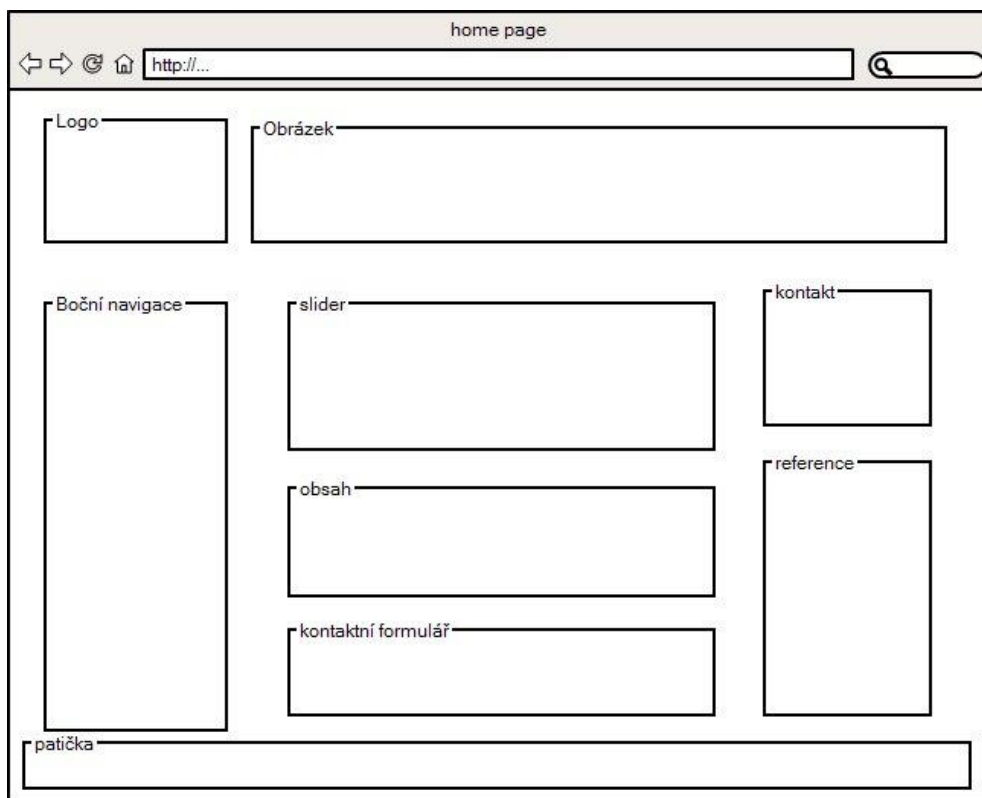 home page
http://...
Logo
Obrázek
Boční navigace
slider
kontakt
obsah
reference
kontaktní formulář
patička